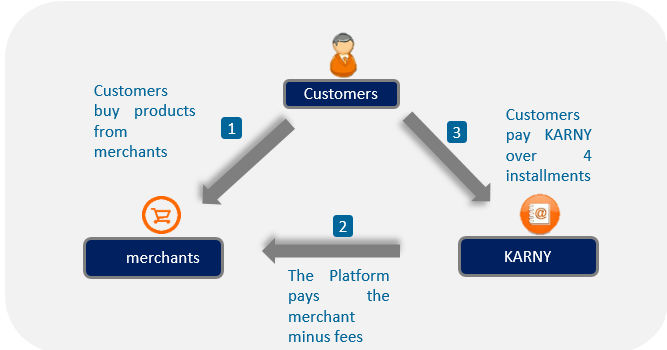 Customers
Customers
buy products
from
merchants
1
3
Customers
pay KARNY
over 4
installments
merchants
2
KARNY
The Platform
pays the
merchant
minus fees